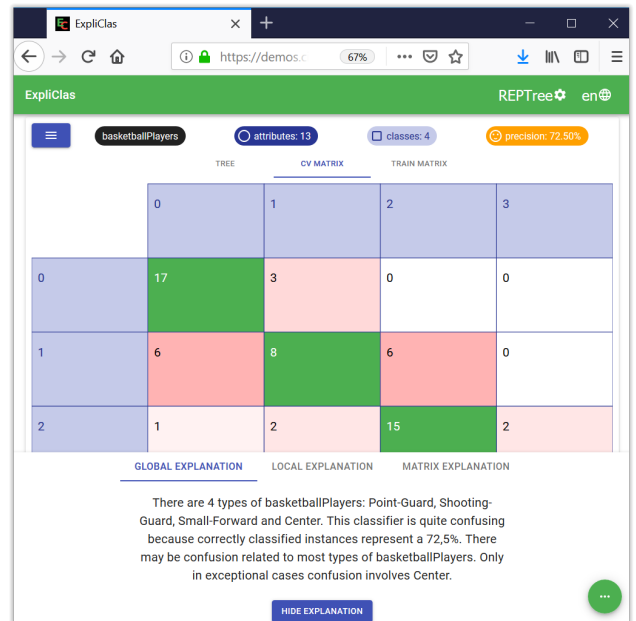 ExpliClas
https://demos.c 67%
ExpliClas REPTree en
basketballPlayers attributes: 13 classes: 4 precision: 72.50%
TREE CV MATRIX TRAIN MATRIX
0 1 2 3
0 17 3 0 0
1 6 8 6 0
2 1 2 15 2
GLOBAL EXPLANATION LOCAL EXPLANATION MATRIX EXPLANATION
There are 4 types of basketballPlayers: Point-Guard, Shooting-
Guard, Small-Forward and Center. This classifier is quite confusing
because correctly classified instances represent a 72,5%. There
may be confusion related to most types of basketballPlayers. Only
in exceptional cases confusion involves Center.
HIDE EXPLANATION